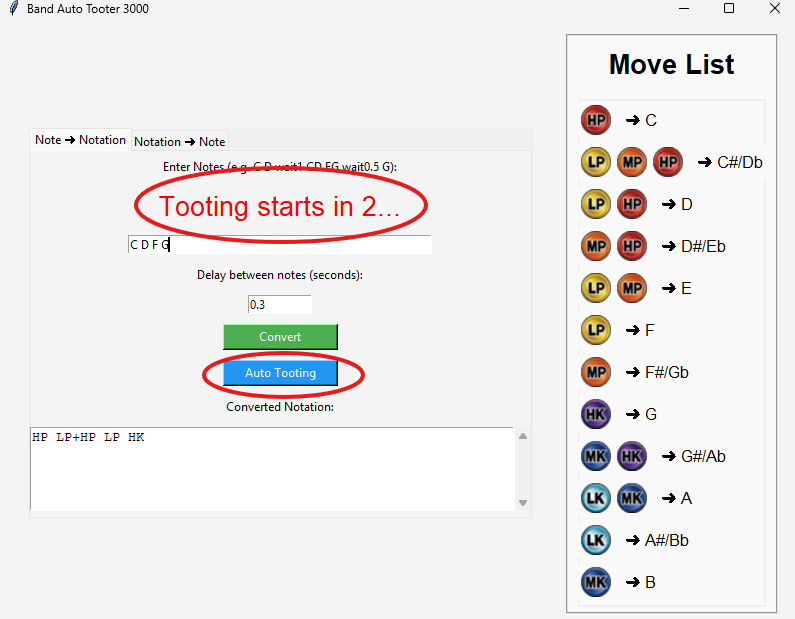 Band Auto Tooter 3000
Note ➜ Notation
Notation ➜ Note
Enter Notes (e.g. C D wait1 CD FG wait0.5 G):
Tooting starts in 2...
C D F G
Delay between notes (seconds):
0.3
Convert
Auto Tooting
Converted Notation:
HP LP+HP LP HK
Move List
HP ➜ C
LP MP HP ➜ C#/Db
LP HP ➜ D
MP HP ➜ D#/Eb
LP MP ➜ E
LP ➜ F
MP ➜ F#/Gb
HK ➜ G
MK HK ➜ G#/Ab
LK MK ➜ A
LK ➜ A#/Bb
MK ➜ B